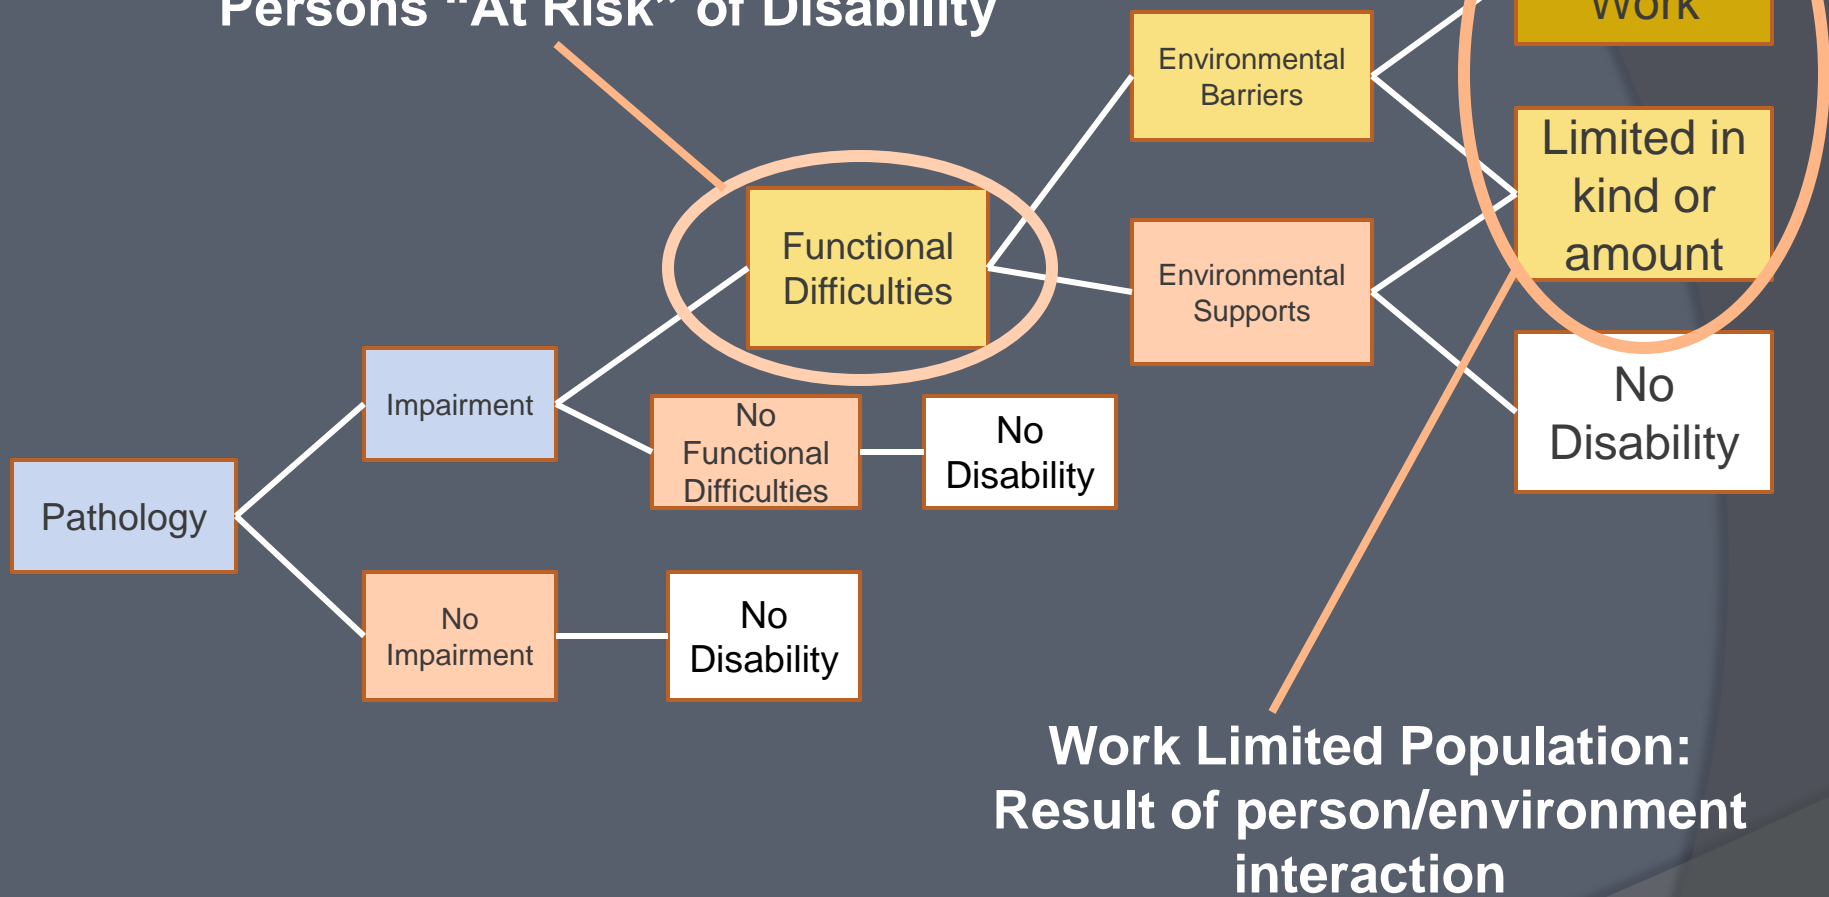 Persons "At Risk" of Disability
Work
Environmental
Barriers
Limited in
kind or
amount
Functional
Difficulties
Environmental
Supports
No
Disability
Impairment
No
Functional
Difficulties
No
Disability
Pathology
No
Impairment
No
Disability
Work Limited Population:
Result of person/environment
interaction